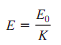 E = E₀/K